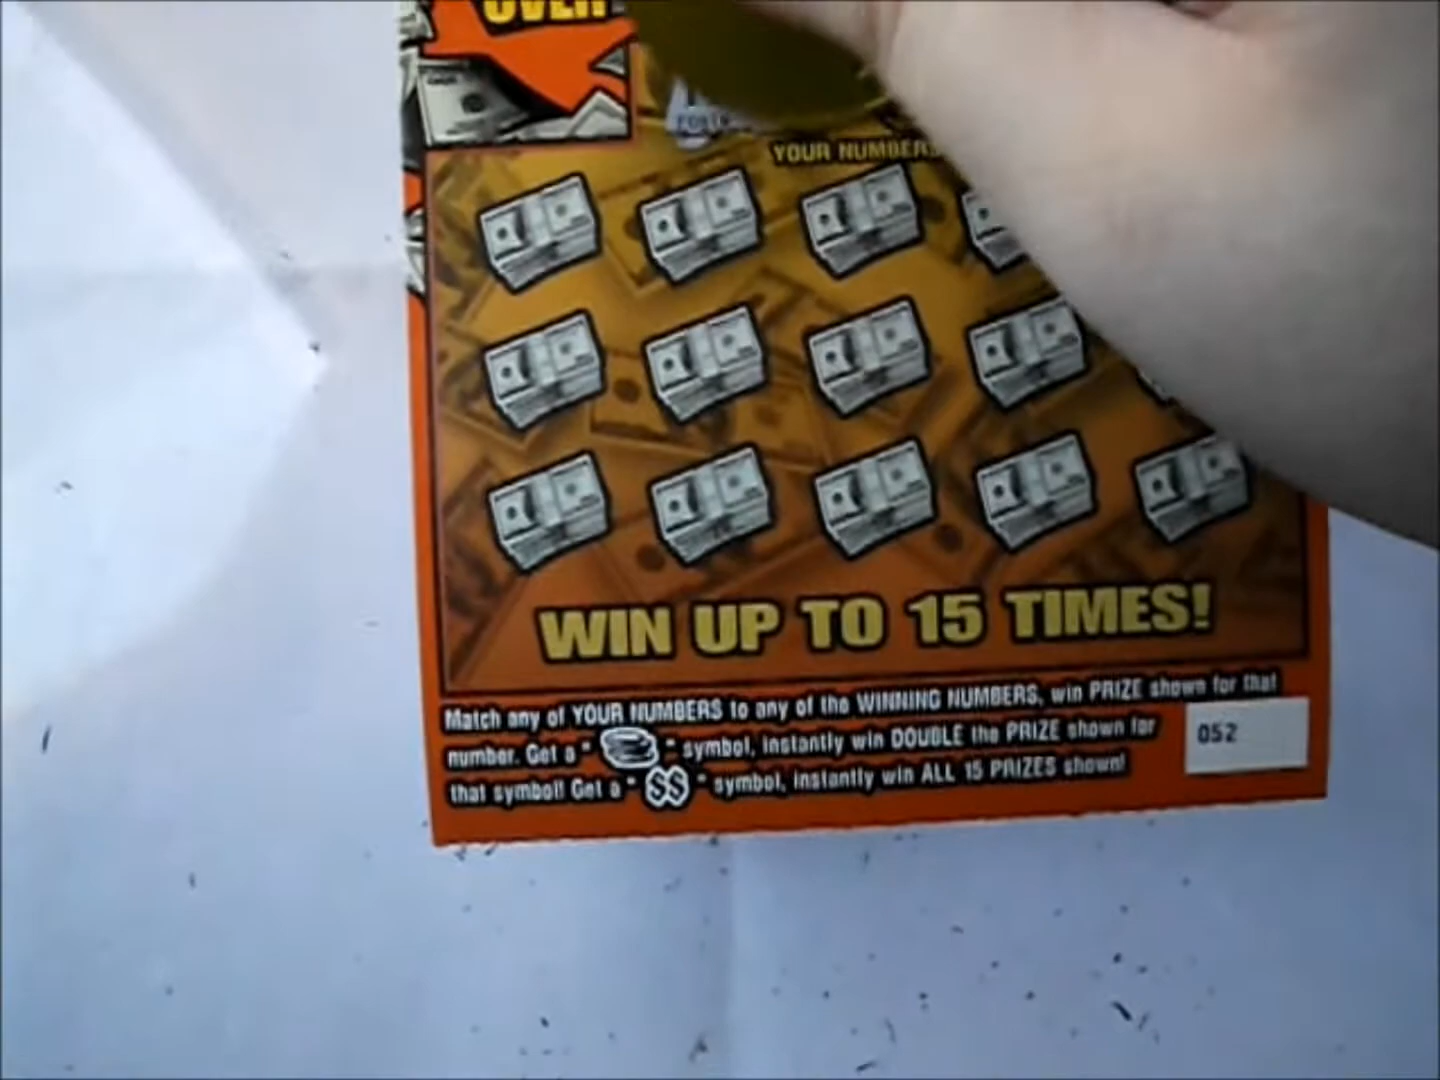 OVER
YOUR NUMBERS
WIN UP TO 15 TIMES!
Match any of YOUR NUMBERS to any of the WINNING NUMBERS, win PRIZE shown for that
number. Get a " " symbol, instantly win DOUBLE the PRIZE shown for
that symbol! Get a "$$" symbol, instantly win ALL 15 PRIZES shown!
052